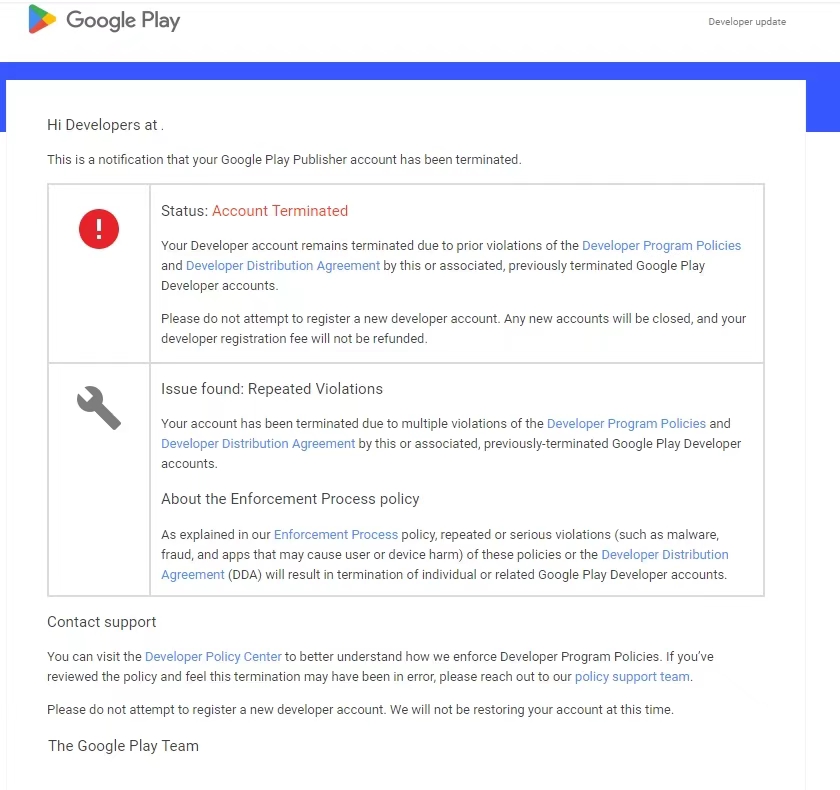 Google Play
Developer update
Hi Developers at .
This is a notification that your Google Play Publisher account has been terminated.
Status: Account Terminated
Your Developer account remains terminated due to prior violations of the Developer Program Policies
and Developer Distribution Agreement by this or associated, previously terminated Google Play
Developer accounts.
Please do not attempt to register a new developer account. Any new accounts will be closed, and your
developer registration fee will not be refunded.
Issue found: Repeated Violations
Your account has been terminated due to multiple violations of the Developer Program Policies and
Developer Distribution Agreement by this or associated, previously-terminated Google Play Developer
accounts.
About the Enforcement Process policy
As explained in our Enforcement Process policy, repeated or serious violations (such as malware,
fraud, and apps that may cause user or device harm) of these policies or the Developer Distribution
Agreement (DDA) will result in termination of individual or related Google Play Developer accounts.
Contact support
You can visit the Developer Policy Center to better understand how we enforce Developer Program Policies. If you've
reviewed the policy and feel this termination may have been in error, please reach out to our policy support team.
Please do not attempt to register a new developer account. We will not be restoring your account at this time.
The Google Play Team